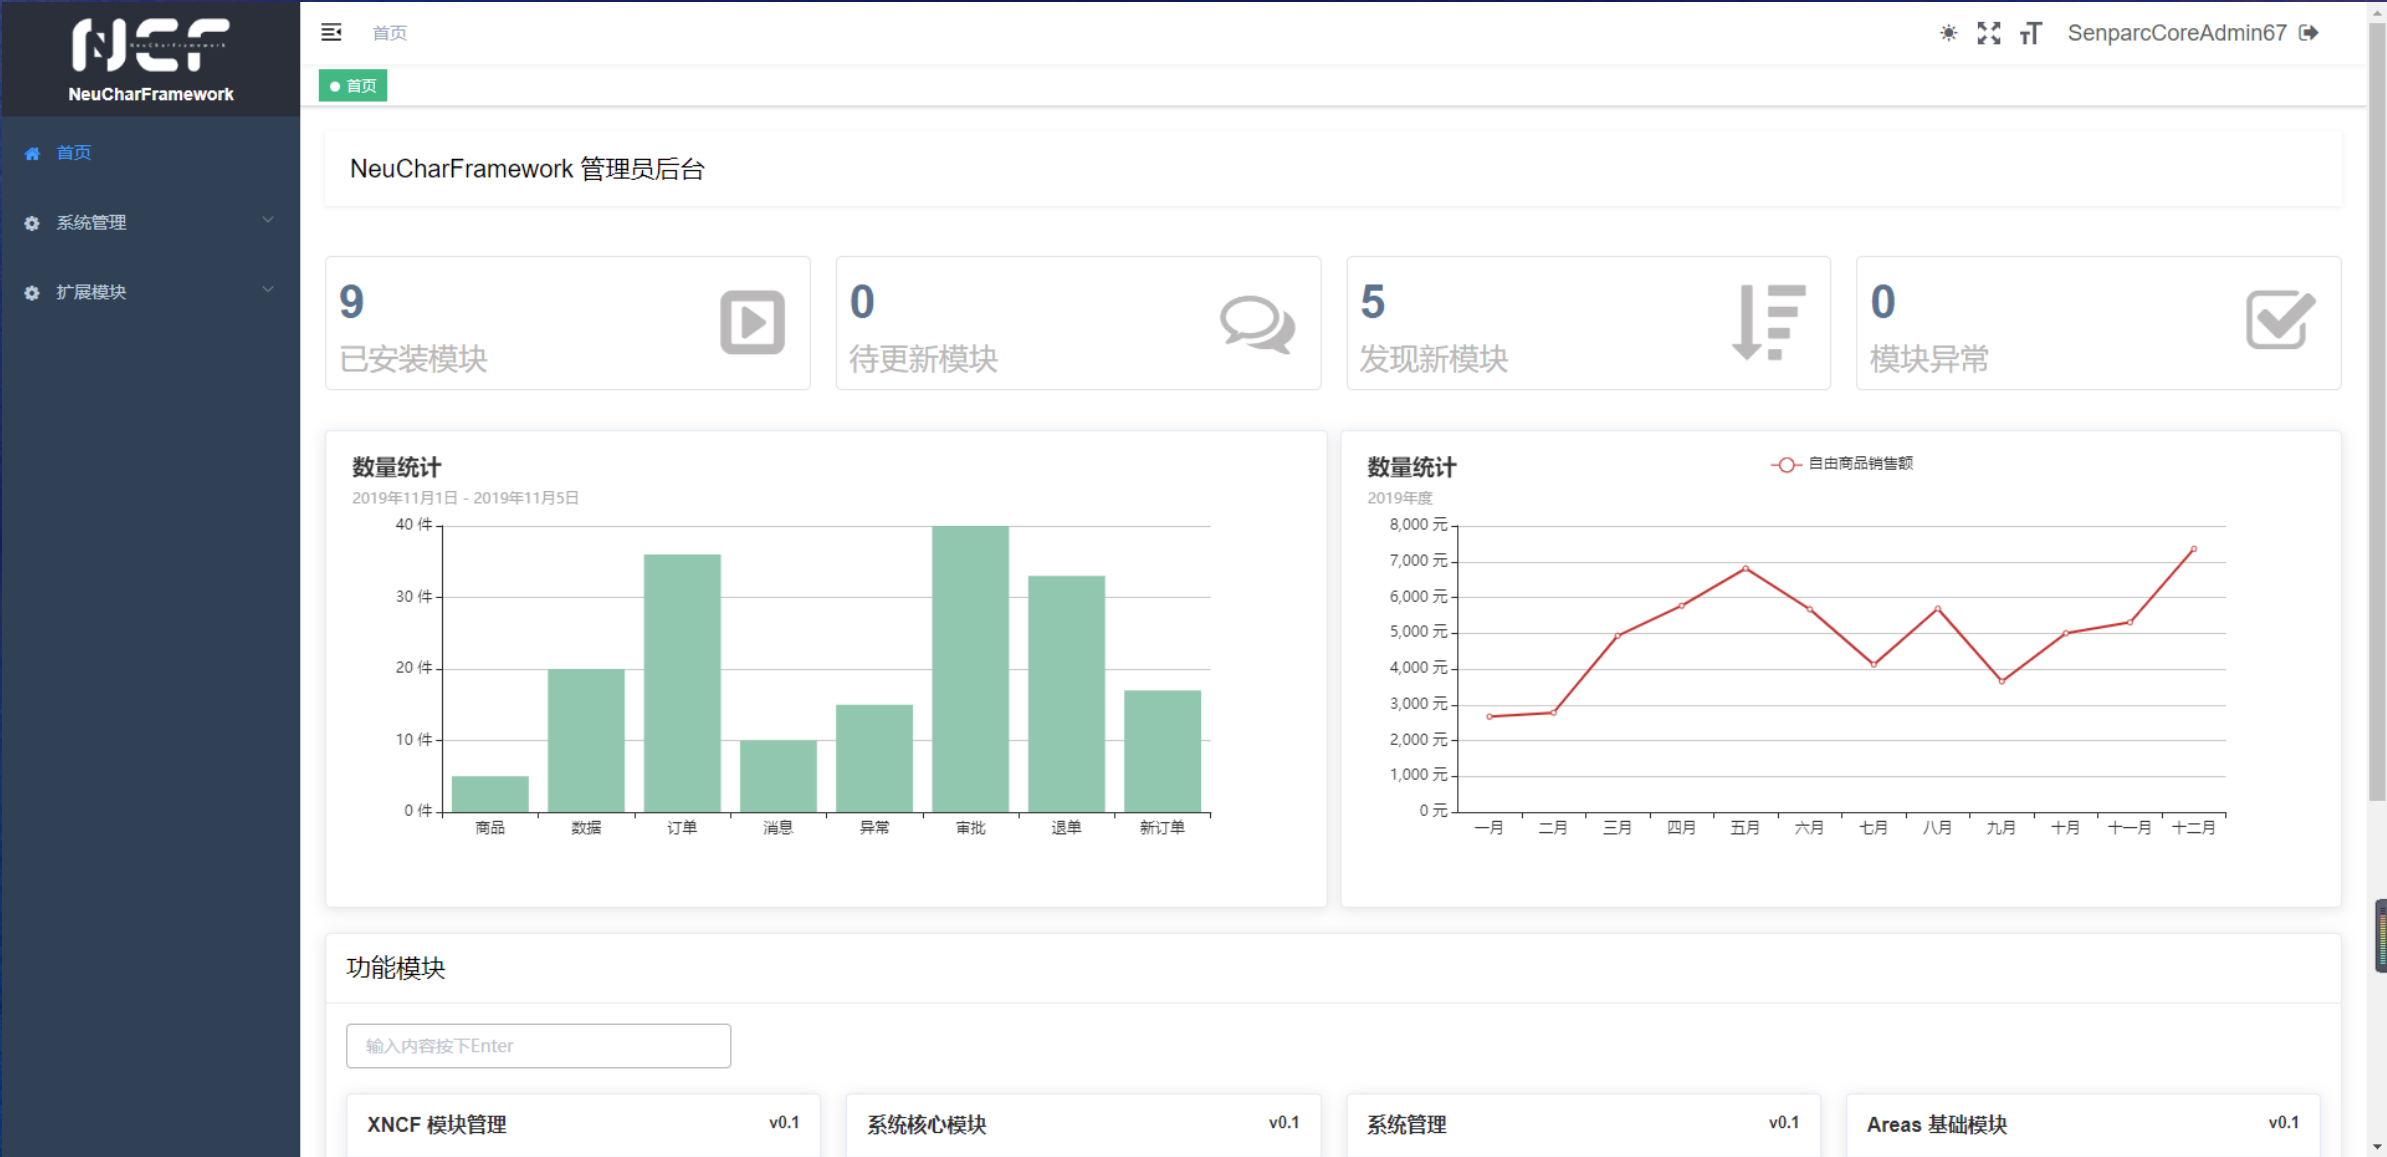 NCF
NeuCharFramework
NeuCharFramework
首页
系统管理
扩展模块
首页
SenparcCoreAdmin67
首页
NeuCharFramework 管理员后台
9
已安装模块
0
待更新模块
5
发现新模块
0
模块异常
数量统计
2019年11月1日 - 2019年11月5日
40 件
30 件
20 件
10 件
0 件
商品 数据 订单 消息 异常 审批 退单 新订单
数量统计
2019年度
自由商品销售额
8,000 元
7,000 元
6,000 元
5,000 元
4,000 元
3,000 元
2,000 元
1,000 元
0 元
一月 二月 三月 四月 五月 六月 七月 八月 九月 十月 十一月 十二月
功能模块
输入内容按下Enter
XNCF 模块管理 v0.1
系统核心模块 v0.1
系统管理 v0.1
Areas 基础模块 v0.1